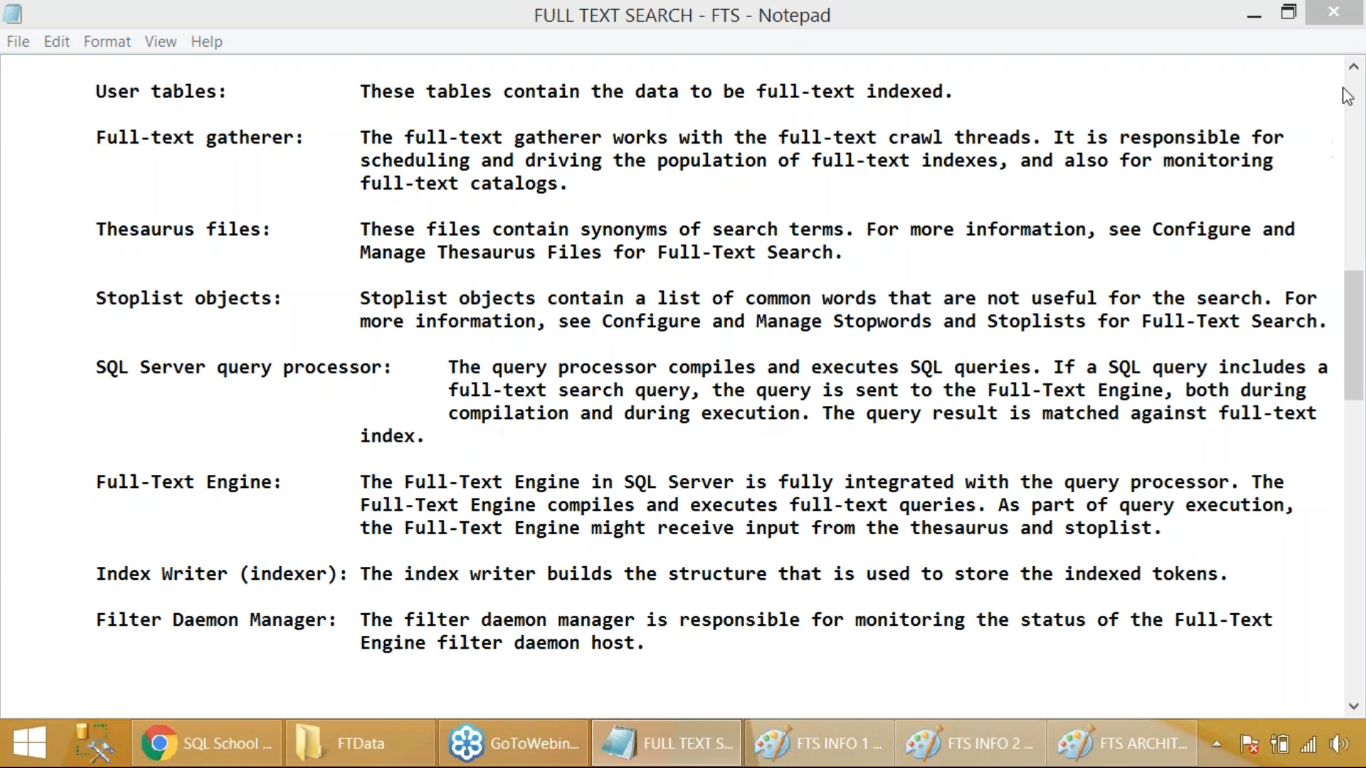 FULL TEXT SEARCH - FTS - Notepad
File Edit Format View Help
User tables: These tables contain the data to be full-text indexed.
Full-text gatherer: The full-text gatherer works with the full-text crawl threads. It is responsible for
scheduling and driving the population of full-text indexes, and also for monitoring
full-text catalogs.
Thesaurus files: These files contain synonyms of search terms. For more information, see Configure and
Manage Thesaurus Files for Full-Text Search.
Stoplist objects: Stoplist objects contain a list of common words that are not useful for the search. For
more information, see Configure and Manage Stopwords and Stoplists for Full-Text Search.
SQL Server query processor: The query processor compiles and executes SQL queries. If a SQL query includes a
full-text search query, the query is sent to the Full-Text Engine, both during
compilation and during execution. The query result is matched against full-text
index.
Full-Text Engine: The Full-Text Engine in SQL Server is fully integrated with the query processor. The
Full-Text Engine compiles and executes full-text queries. As part of query execution,
the Full-Text Engine might receive input from the thesaurus and stoplist.
Index Writer (indexer): The index writer builds the structure that is used to store the indexed tokens.
Filter Daemon Manager: The filter daemon manager is responsible for monitoring the status of the Full-Text
Engine filter daemon host.
SQL School ... FTData GoToWebin... FULL TEXT S... FTS INFO 1 ... FTS INFO 2 ... FTS ARCHIT...